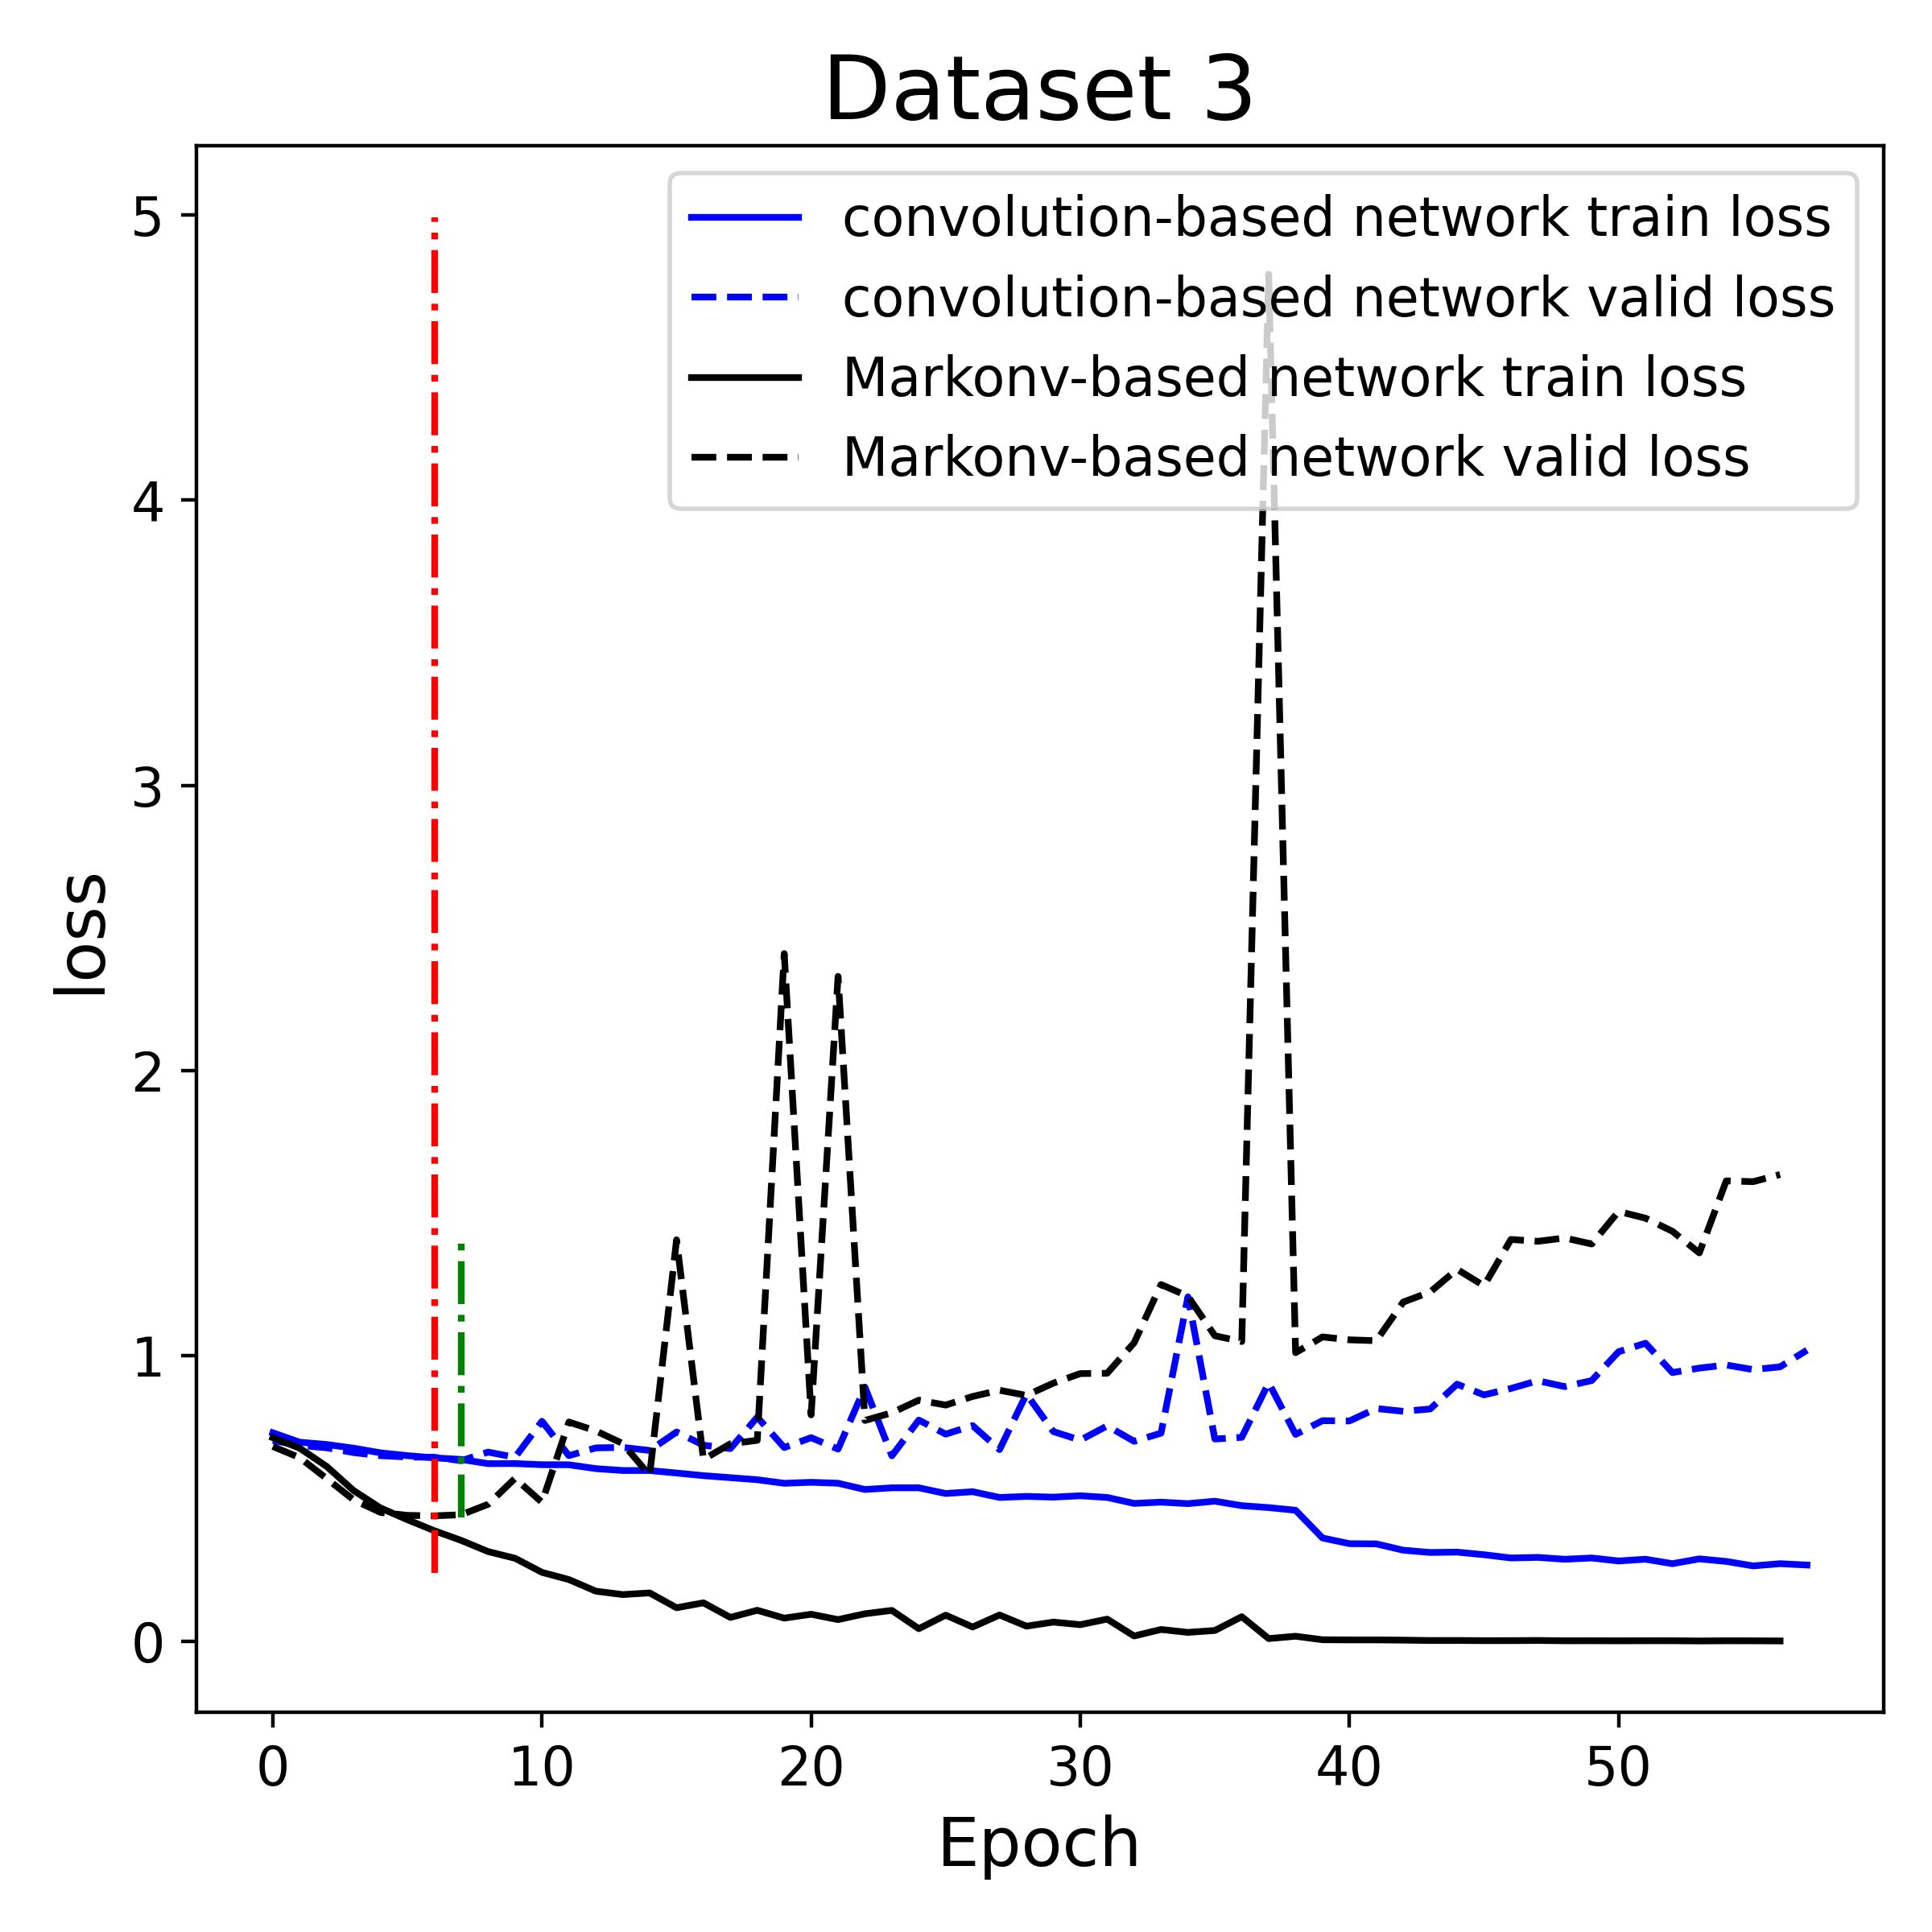 Dataset 3
convolution-based network train loss
convolution-based network valid loss
Markonv-based network train loss
Markonv-based network valid loss
5
4
3
2
1
0
loss
0 10 20 30 40 50
Epoch